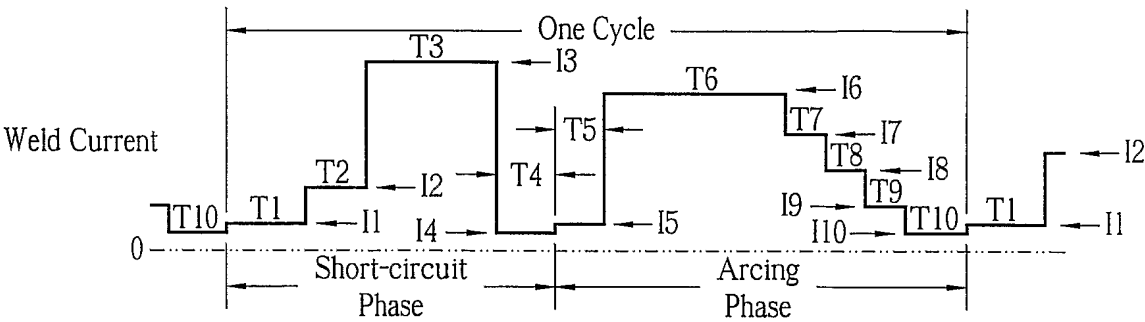 One Cycle
T3
I3
T6
I6
Weld Current
T5
T7
I7
I2
T2
I2
T4
T8
I8
T10
T1
I1
I4
I5
I9
T9
I10
T10
T1
I1
0
Short-circuit
Phase
Arcing
Phase